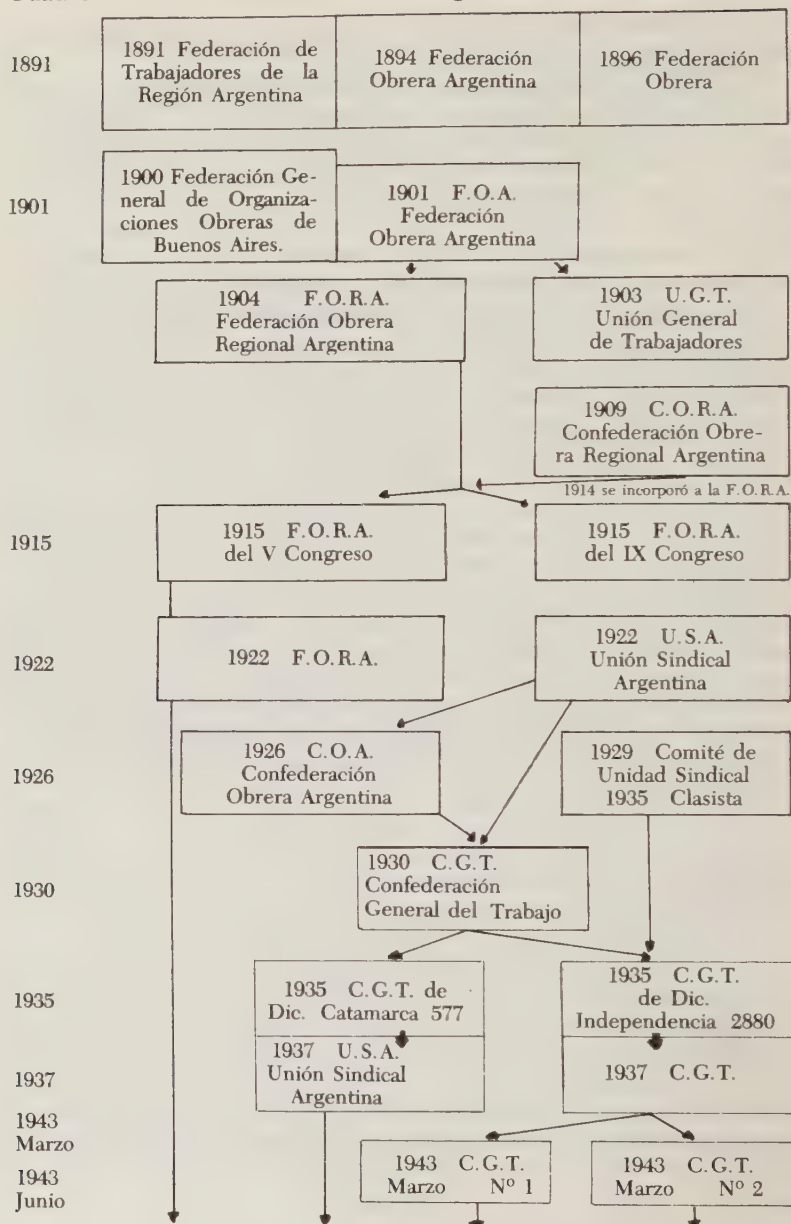 1891
1891 Federación de
Trabajadores de la
Región Argentina
1894 Federación
Obrera Argentina
1896 Federación
Obrera
1901
1900 Federación Ge-
neral de Organiza-
ciones Obreras de
Buenos Aires.
1901 F.O.A.
Federación
Obrera Argentina
1904 F.O.R.A.
Federación Obrera
Regional Argentina
1903 U.G.T.
Unión General
de Trabajadores
1909 C.O.R.A.
Confederación Obre-
ra Regional Argentina
1914 se incorporó a la F.O.R.A.
1915
1915 F.O.R.A.
del V Congreso
1915 F.O.R.A.
del IX Congreso
1922
1922 F.O.R.A.
1922 U.S.A.
Unión Sindical
Argentina
1926
1926 C.O.A.
Confederación
Obrera Argentina
1929 Comité de
Unidad Sindical
1935 Clasista
1930
1930 C.G.T.
Confederación
General del Trabajo
1935
1935 C.G.T. de
Dic. Catamarca 577
1935 C.G.T.
de Dic.
Independencia 2880
1937
1937 U.S.A.
Unión Sindical
Argentina
1937 C.G.T.
1943
Marzo
1943
Junio
1943 C.G.T.
Marzo Nº 1
1943 C.G.T.
Marzo Nº 2